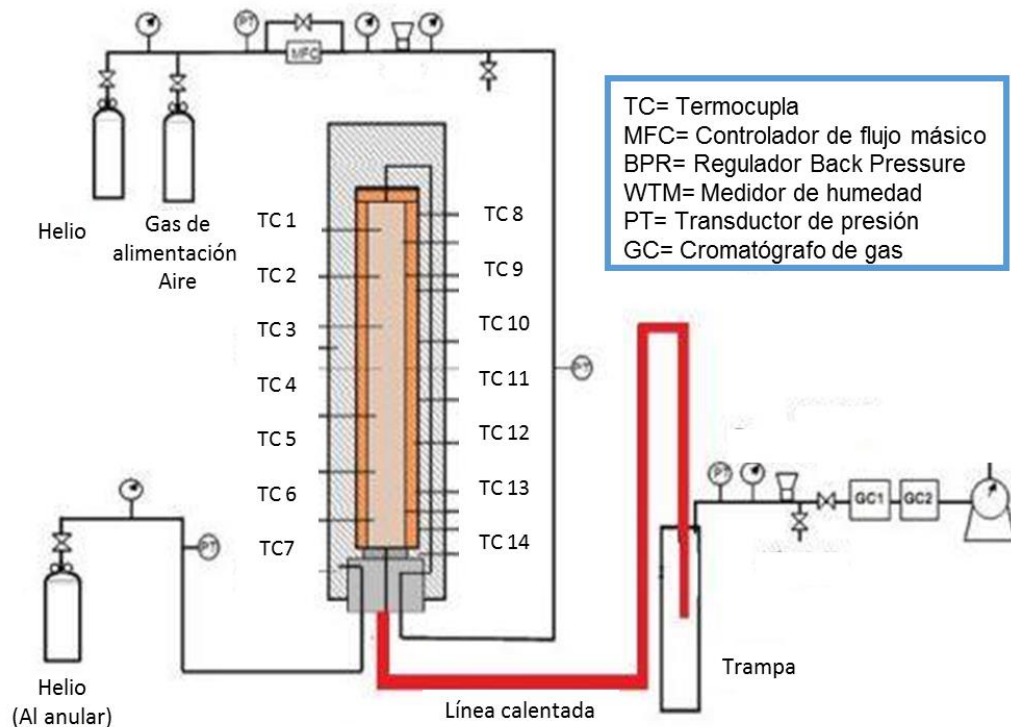 PT
MFC
TC= Termocupla
MFC= Controlador de flujo másico
BPR= Regulador Back Pressure
WTM= Medidor de humedad
PT= Transductor de presión
GC= Cromatógrafo de gas
Helio
Gas de
alimentación
Aire
TC 1
TC 2
TC 3
TC 4
TC 5
TC 6
TC7
TC 8
TC 9
TC 10
TC 11
TC 12
TC 13
TC 14
PT
PT
PT
GC1
GC2
Helio
(Al anular)
Línea calentada
Trampa